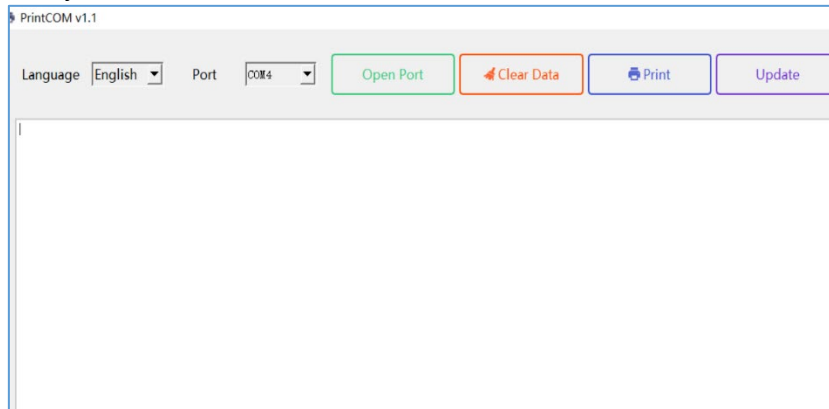 PrintCOM v1.1
Language English Port COM4 Open Port Clear Data Print Update